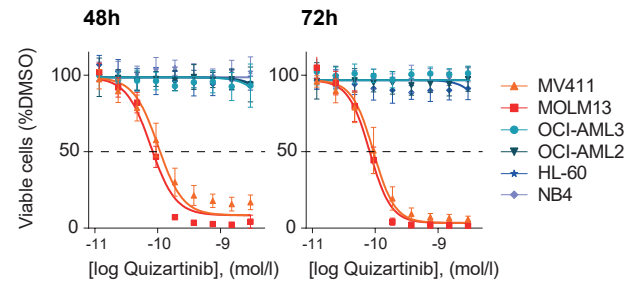 48h
72h
Viable cells (%DMSO)
100
50
0
-11
-10
-9
[log Quizartinib], (mol/l)
100
50
0
-11
-10
-9
[log Quizartinib], (mol/l)
MV411
MOLM13
OCI-AML3
OCI-AML2
HL-60
NB4